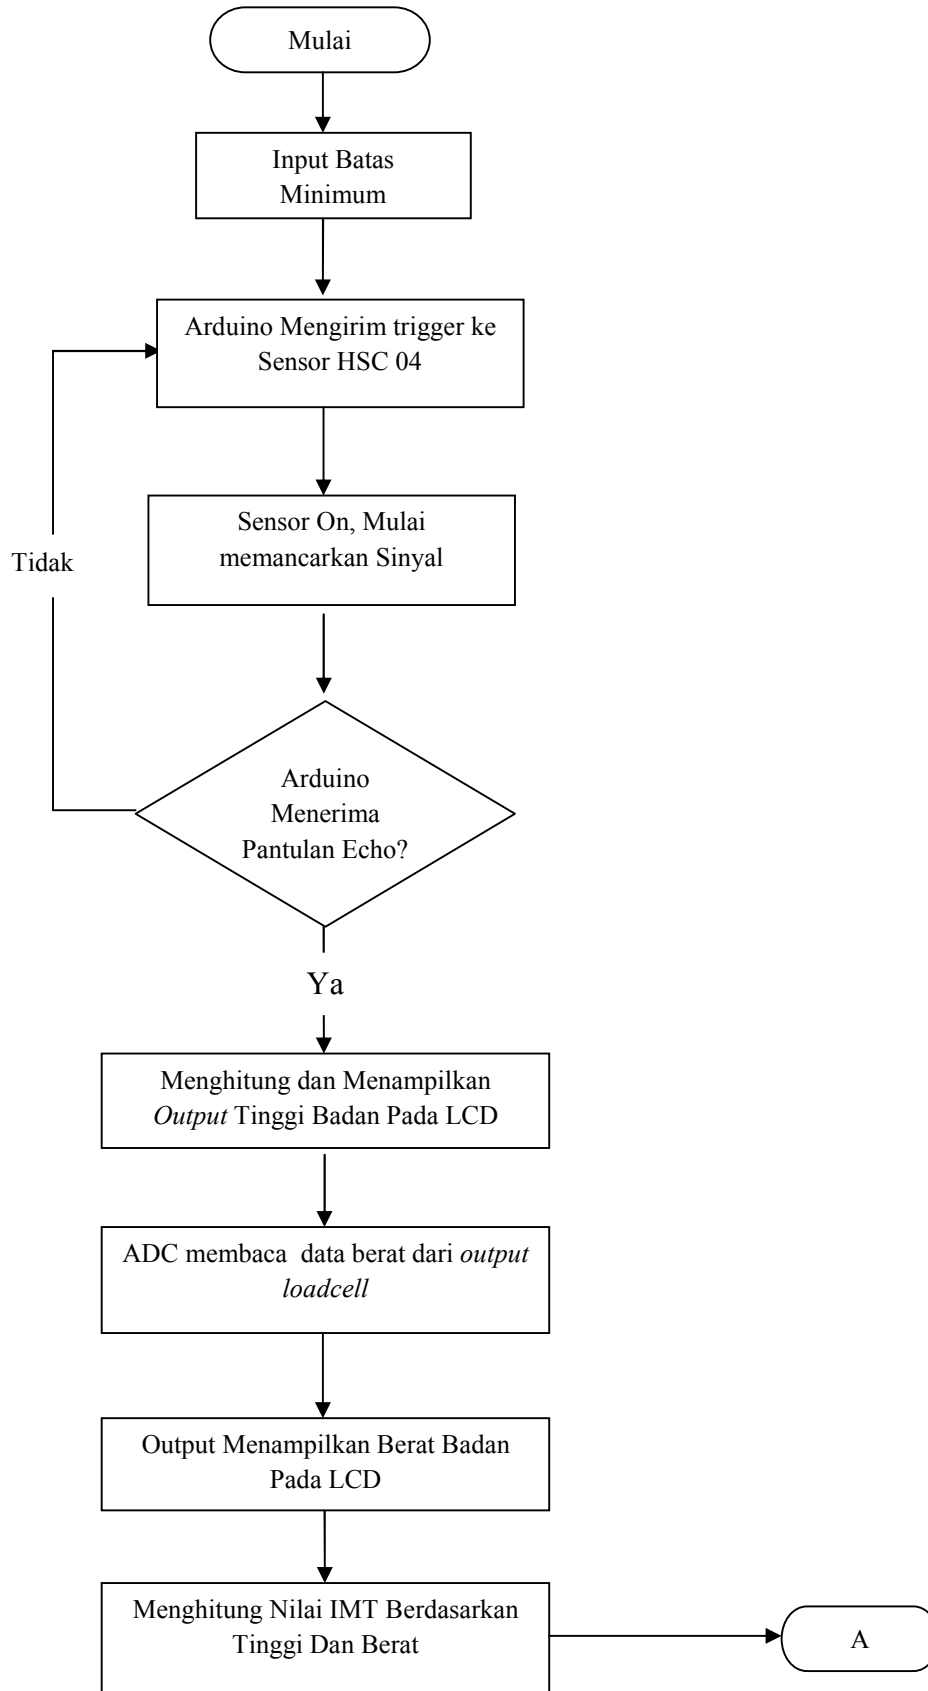 Mulai
Input Batas
Minimum
Arduino Mengirim trigger ke
Sensor HSC 04
Sensor On, Mulai
memancarkan Sinyal
Tidak
Arduino
Menerima
Pantulan Echo?
Ya
Menghitung dan Menampilkan
Output Tinggi Badan Pada LCD
ADC membaca  data berat dari output
loadcell
Output Menampilkan Berat Badan
Pada LCD
Menghitung Nilai IMT Berdasarkan
Tinggi Dan Berat
A